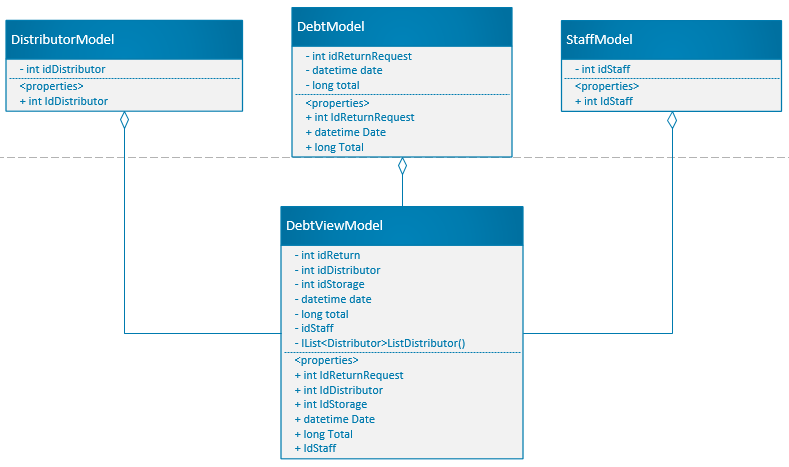 DistributorModel
- int idDistributor
<properties>
+ int IdDistributor
DebtModel
- int idReturnRequest
- datetime date
- long total
<properties>
+ int IdReturnRequest
+ datetime Date
+ long Total
StaffModel
- int idStaff
<properties>
+ int IdStaff
DebtViewModel
- int idReturn
- int idDistributor
- int idStorage
- datetime date
- long total
- idStaff
- IList<Distributor>ListDistributor()
<properties>
+ int IdReturnRequest
+ int IdDistributor
+ int IdStorage
+ datetime Date
+ long Total
+ IdStaff